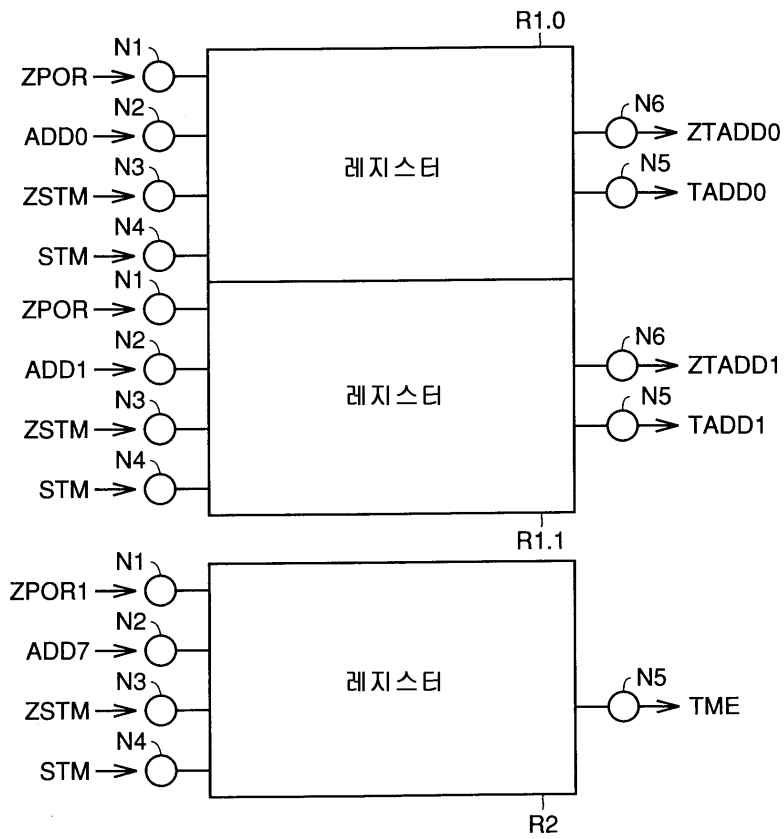 R1.0
N1
ZPOR
N2
ADD0
N3
ZSTM
N4
STM
레지스터
N6
ZTADD0
N5
TADD0
N1
ZPOR
N2
ADD1
N3
ZSTM
N4
STM
레지스터
N6
ZTADD1
N5
TADD1
R1.1
N1
ZPOR1
N2
ADD7
N3
ZSTM
N4
STM
레지스터
N5
TME
R2